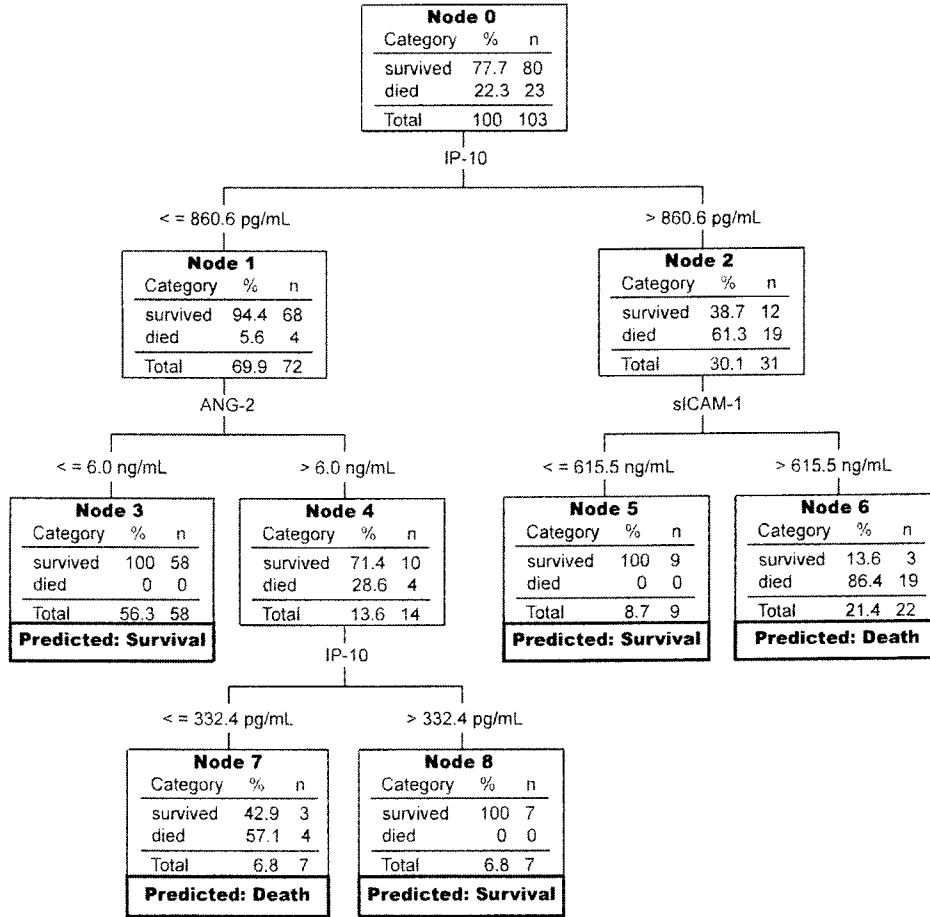 Node 0
Category % n
survived 77.7 80
died 22.3 23
Total 100 103
IP-10
< = 860.6 pg/mL
> 860.6 pg/mL
Node 1
Category % n
survived 94.4 68
died 5.6 4
Total 69.9 72
Node 2
Category % n
survived 38.7 12
died 61.3 19
Total 30.1 31
ANG-2
sICAM-1
< = 6.0 ng/mL
> 6.0 ng/mL
< = 615.5 ng/mL
> 615.5 ng/mL
Node 3
Category % n
survived 100 58
died 0 0
Total 56.3 58
Predicted: Survival
Node 4
Category % n
survived 71.4 10
died 28.6 4
Total 13.6 14
Node 5
Category % n
survived 100 9
died 0 0
Total 8.7 9
Predicted: Survival
Node 6
Category % n
survived 13.6 3
died 86.4 19
Total 21.4 22
Predicted: Death
IP-10
< = 332.4 pg/mL
> 332.4 pg/mL
Node 7
Category % n
survived 42.9 3
died 57.1 4
Total 6.8 7
Predicted: Death
Node 8
Category % n
survived 100 7
died 0 0
Total 6.8 7
Predicted: Survival